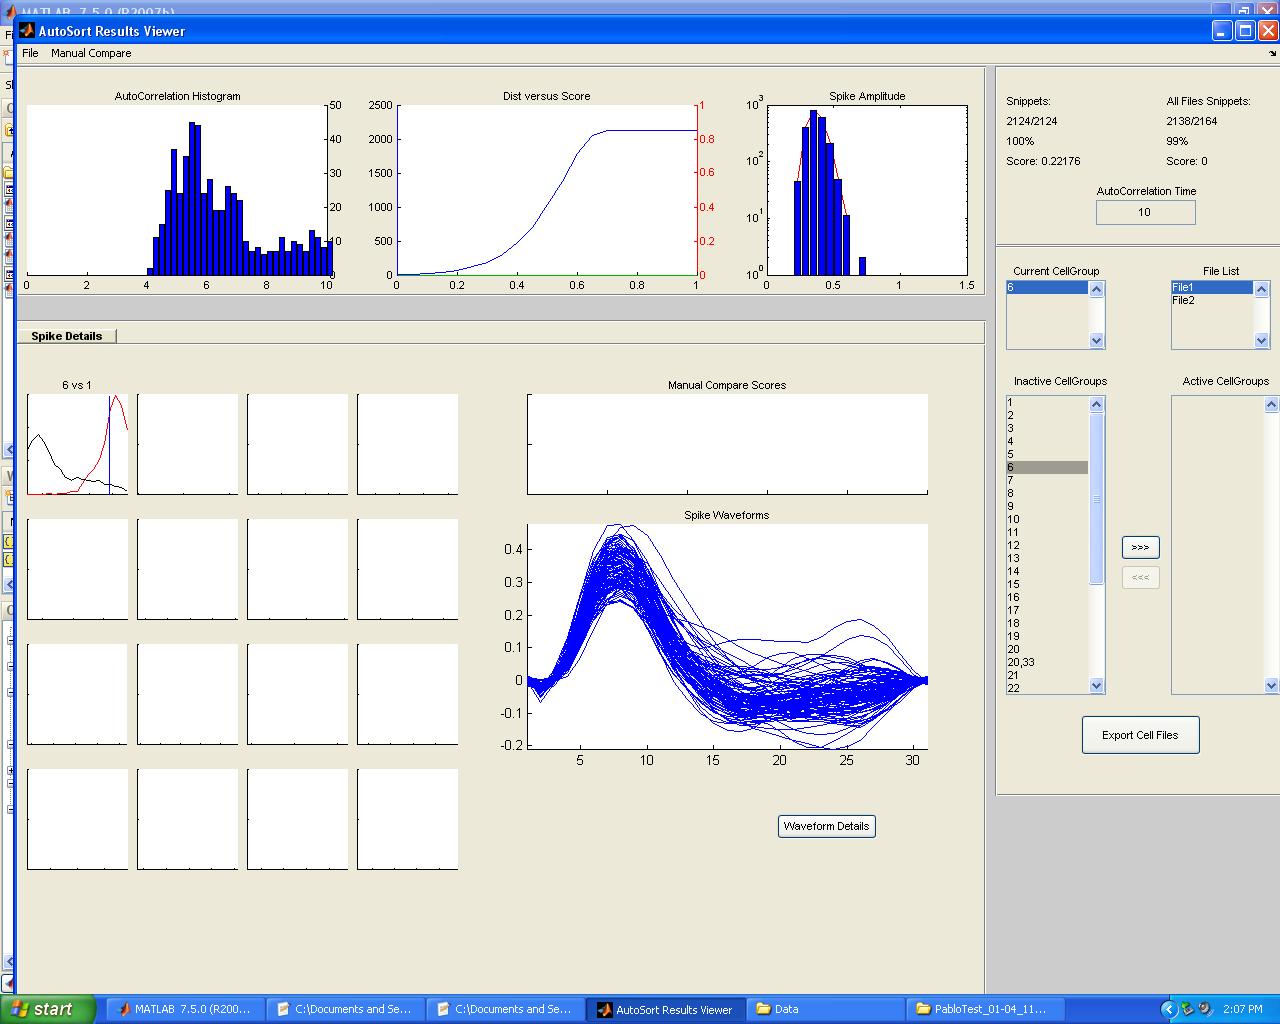 MATLAB 7.5.0 (R2007b)
AutoSort Results Viewer
File Manual Compare
AutoCorrelation Histogram
50
40
30
20
10
0
0 2 4 6 8 10
Dist versus Score
2500
2000
1500
1000
500
0
1
0.8
0.6
0.4
0.2
0
0 0.2 0.4 0.6 0.8 1
Spike Amplitude
10^3
10^2
10^1
10^0
0 0.5 1 1.5
Snippets: All Files Snippets:
2124/2124 2138/2164
100% 99%
Score: 0.22176 Score: 0
AutoCorrelation Time
10
Current CellGroup File List
6 File1
File2
Inactive CellGroups Active CellGroups
1
2
3
4
5
6
7
8
9
10
11
12
13
14
15
16
17
18
19
20
20,33
21
22
>>>
<<<
Export Cell Files
Spike Details
6 vs 1
Manual Compare Scores
Spike Waveforms
0.4
0.3
0.2
0.1
0
-0.1
-0.2
5 10 15 20 25 30
Waveform Details
start MATLAB 7.5.0 (R200... C:\Documents and Se... C:\Documents and Se... AutoSort Results Viewer Data PabloTest_01-04_11... 2:07 PM